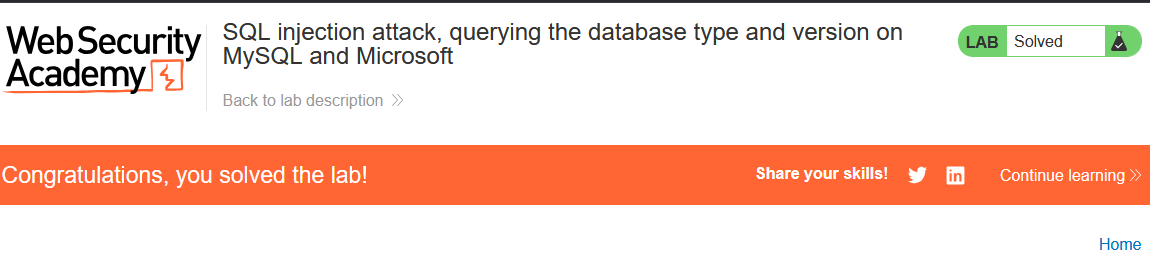 Web Security
Academy
SQL injection attack, querying the database type and version on
MySQL and Microsoft
Back to lab description
LAB Solved
Congratulations, you solved the lab!
Share your skills!
Continue learning
Home